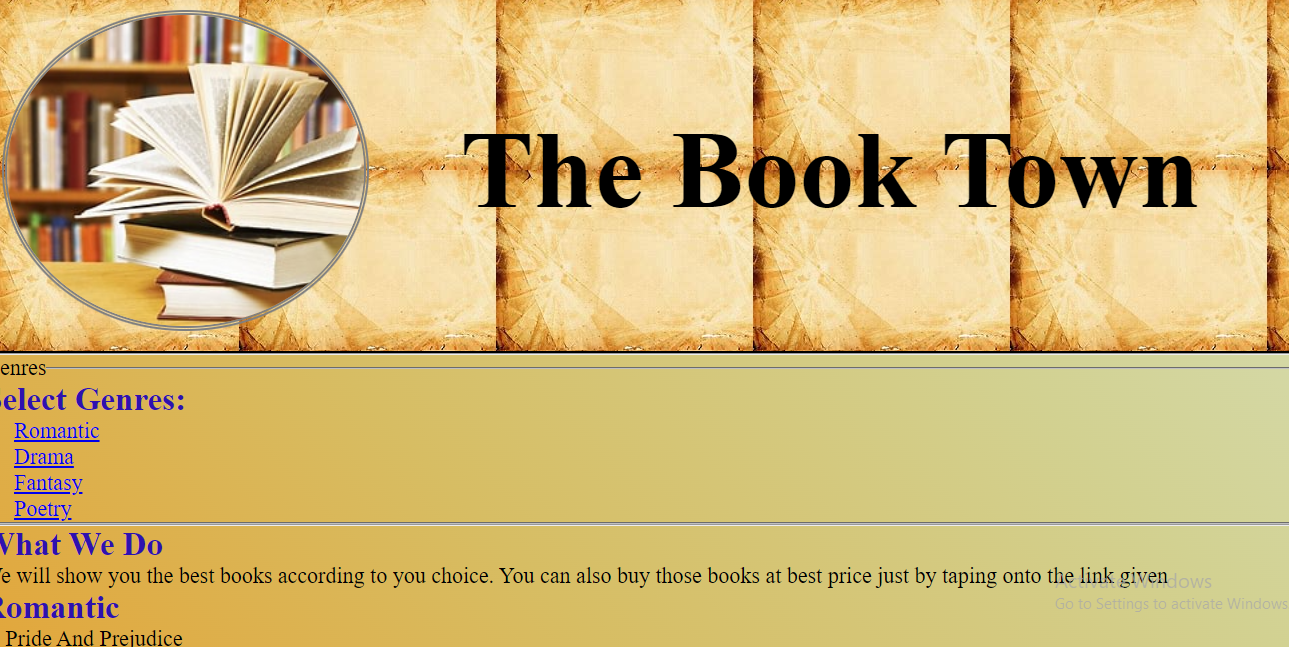 The Book Town
enres
elect Genres:
Romantic
Drama
Fantasy
Poetry
What We Do
e will show you the best books according to you choice. You can also buy those books at best price just by taping onto the link given
Activate Windows
Go to Settings to activate Windows
Romantic
Pride And Prejudice